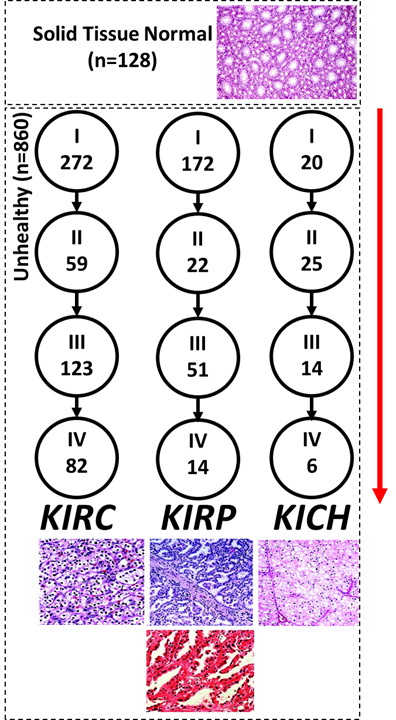 Solid Tissue Normal
(n=128)
Unhealthy (n=860)
I
272
I
172
I
20
II
59
II
22
II
25
III
123
III
51
III
14
IV
82
IV
14
IV
6
KIRC
KIRP
KICH